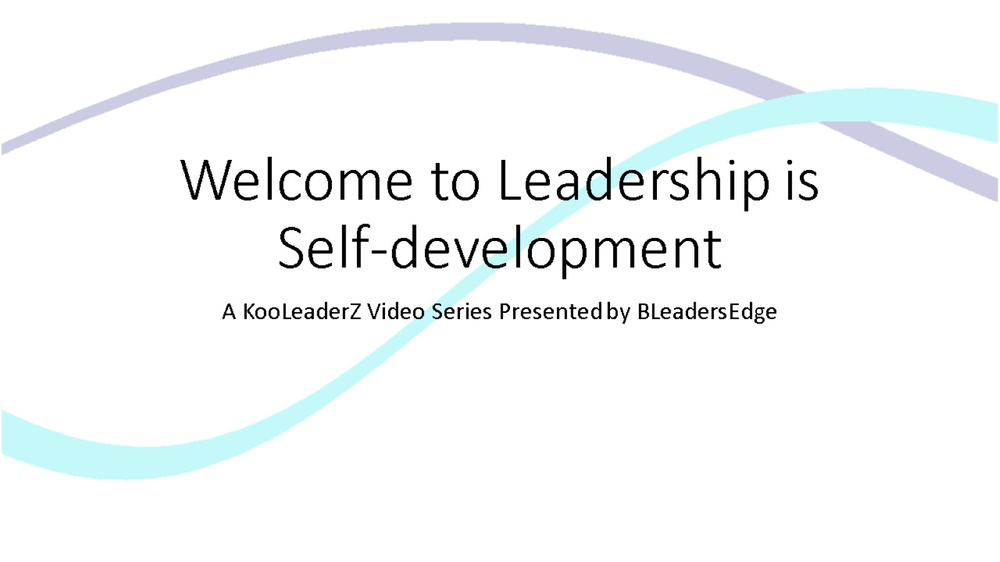 Welcome to Leadership is
Self-development
A KooLeaderZ Video Series Presented by BLeadersEdge